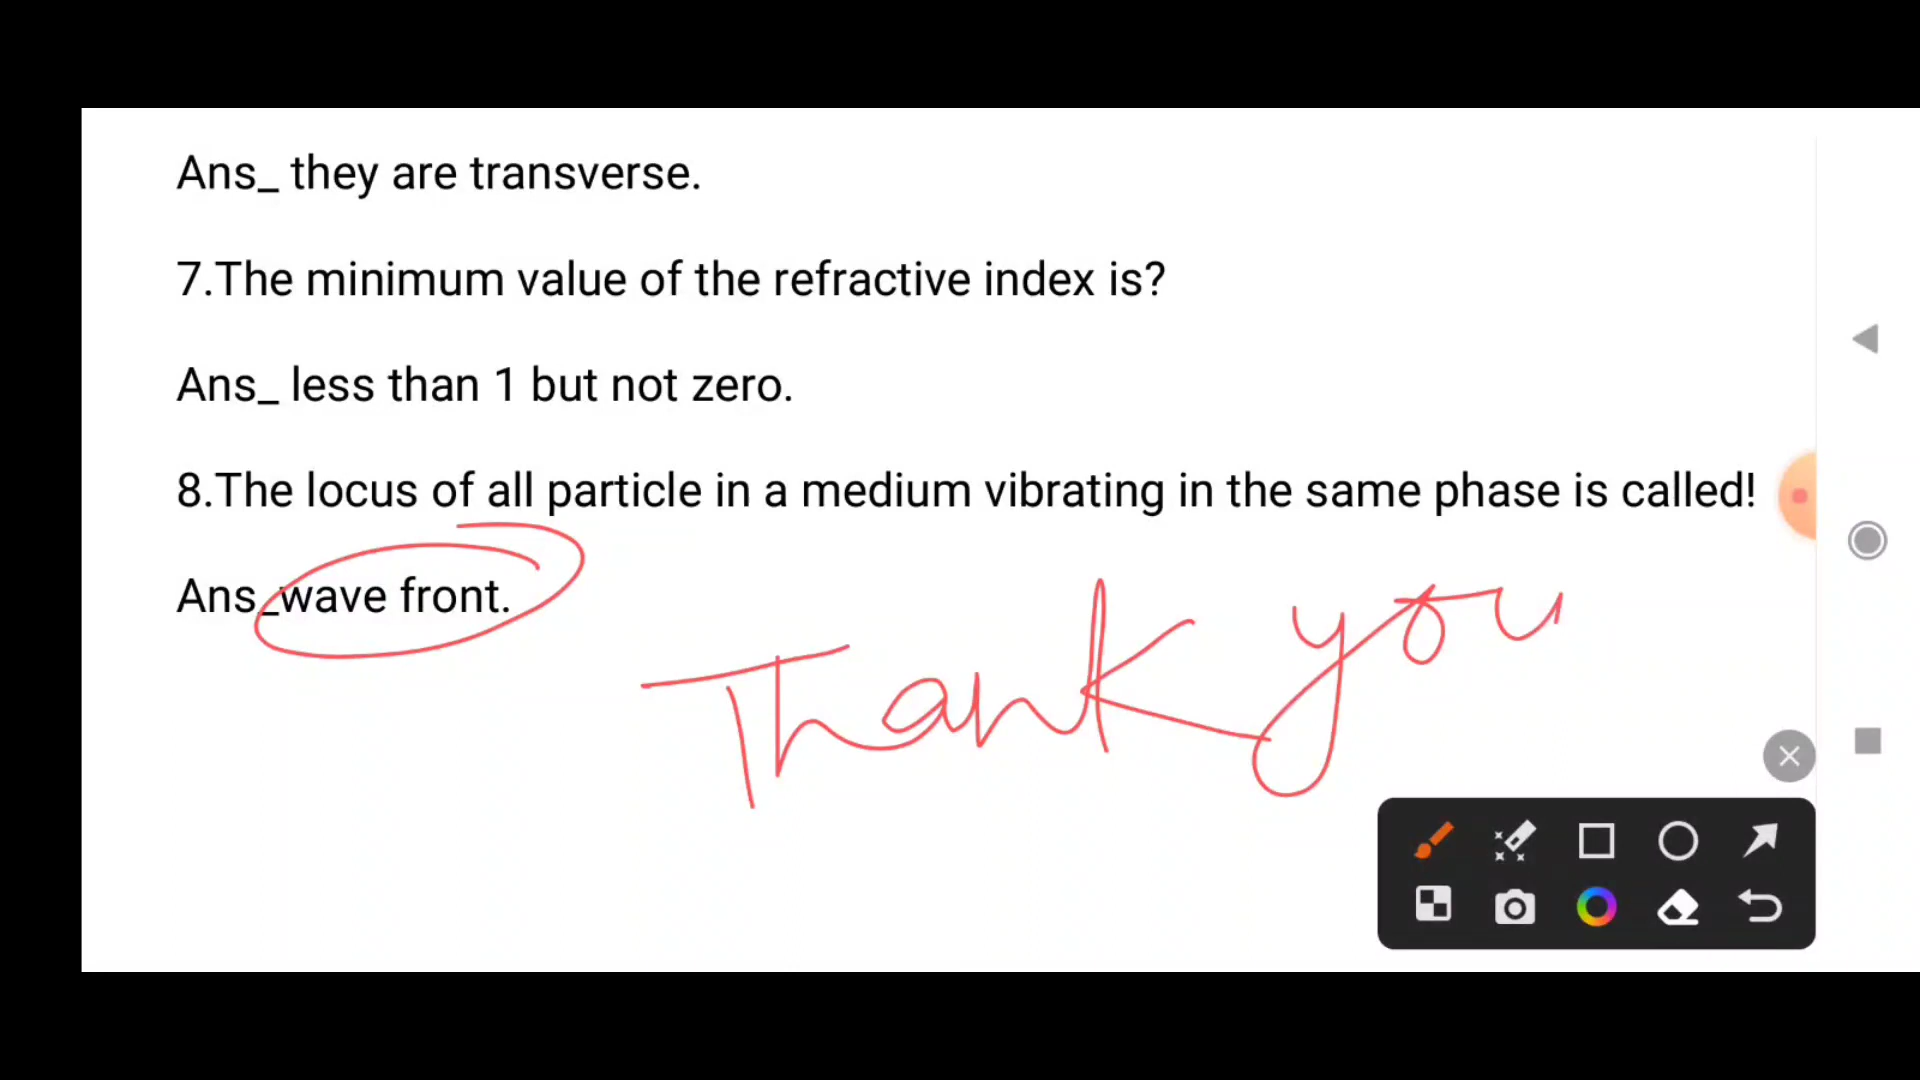 Ans_ they are transverse.
7.The minimum value of the refractive index is?
Ans_ less than 1 but not zero.
8.The locus of all particle in a medium vibrating in the same phase is called!
Ans_wave front.
Thank you